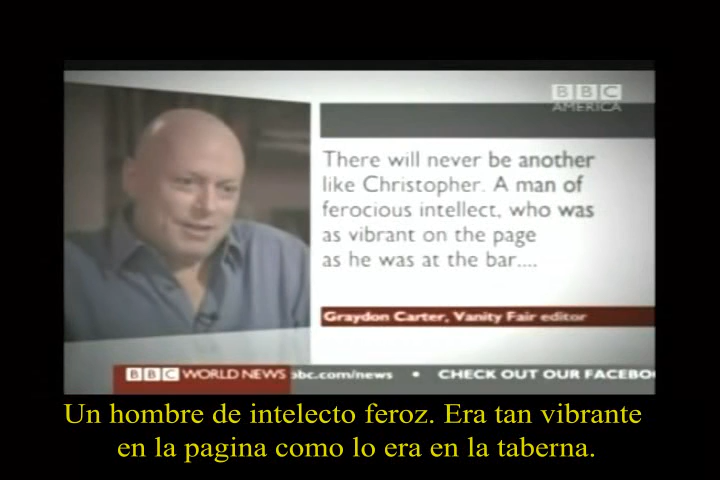 BBC
AMERICA
There will never be another
like Christopher. A man of
ferocious intellect, who was
as vibrant on the page
as he was at the bar....
Graydon Carter, Vanity Fair editor
BBC WORLD NEWS bbc.com/news • CHECK OUT OUR FACEBO
Un hombre de intelecto feroz. Era tan vibrante
en la pagina como lo era en la taberna.